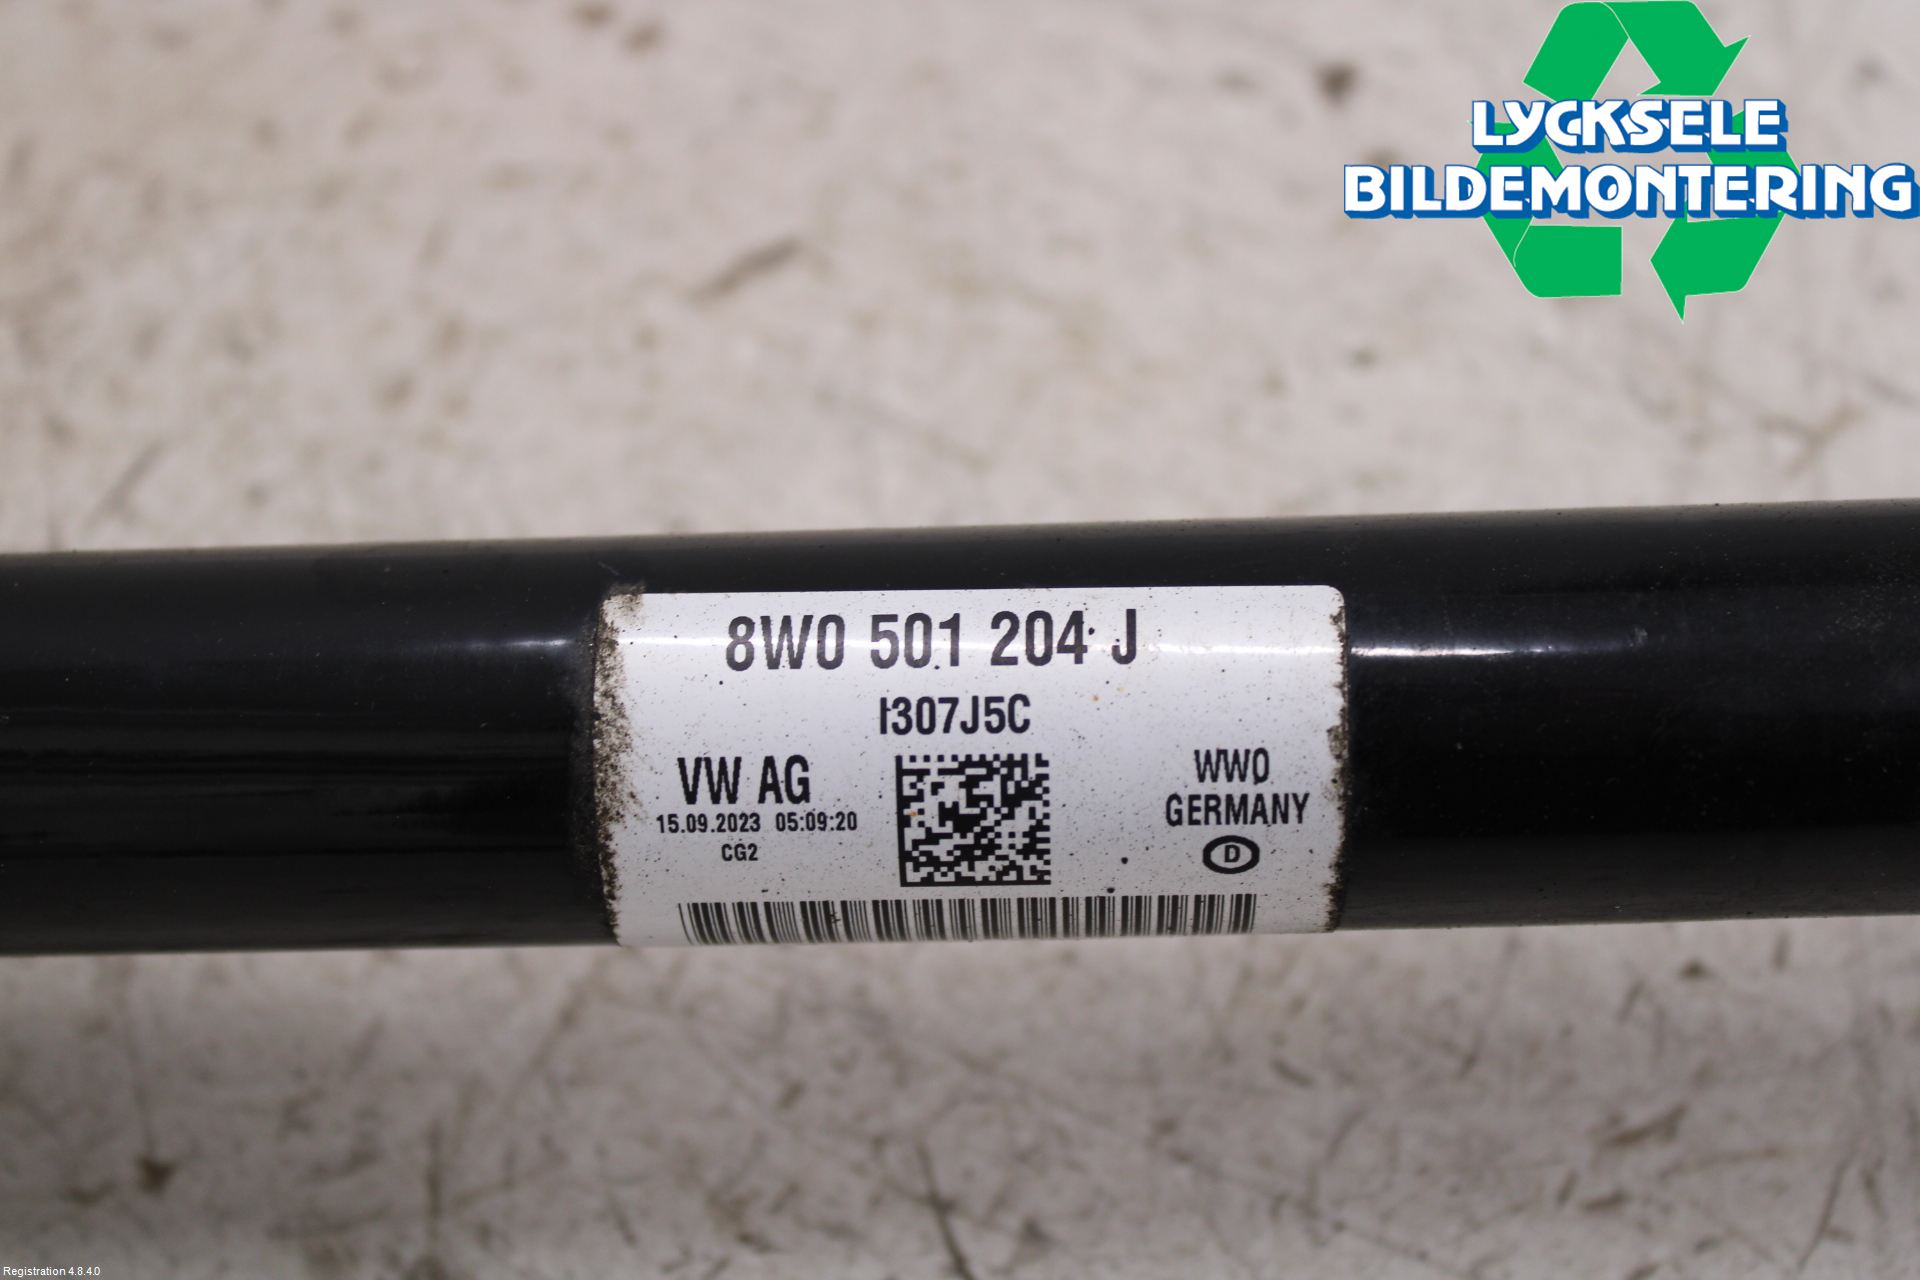 LYCKSELE
BILDEMONTERING
8W0 501 204 J
I307J5C
VW AG
15.09.2023 05:09:20
CG2
WWO
GERMANY
D
Registration 4.8.4.0